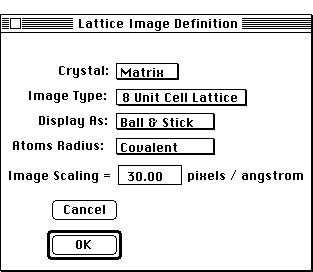 Lattice Image Definition
Crystal: Matrix
Image Type: 8 Unit Cell Lattice
Display As: Ball & Stick
Atoms Radius: Covalent
Image Scaling = 30.00 pixels / angstrom
Cancel
OK